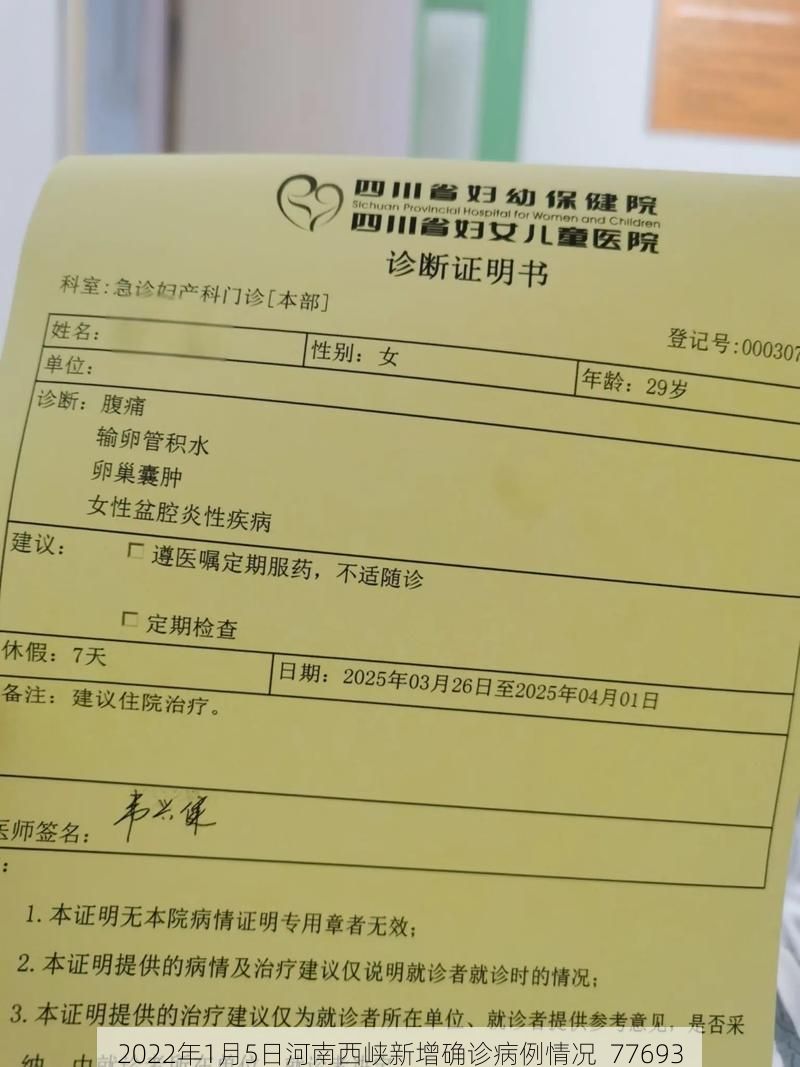 四川省妇幼保健院
Sichuan Provincial Hospital for Women and Children
四川省妇女儿童医院
诊断证明书
科室:急诊妇产科门诊[本部]
登记号:000307
姓名:
性别: 女
年龄: 29岁
单位:
诊断: 腹痛
输卵管积水
卵巢囊肿
女性盆腔炎性疾病
建议:
遵医嘱定期服药，不适随诊
定期检查
休假: 7天
日期: 2025年03月26日至2025年04月01日
备注: 建议住院治疗。
医师签名:
:
1.本证明无本院病情证明专用章者无效;
2.本证明提供的病情及治疗建议仅说明就诊者就诊时的情况;
3.本证明提供的治疗建议仅为就诊者所在单位、就诊者提供参考意见，是否采
纳，由
2022年1月5日河南西峡新增确诊病例情况 77693